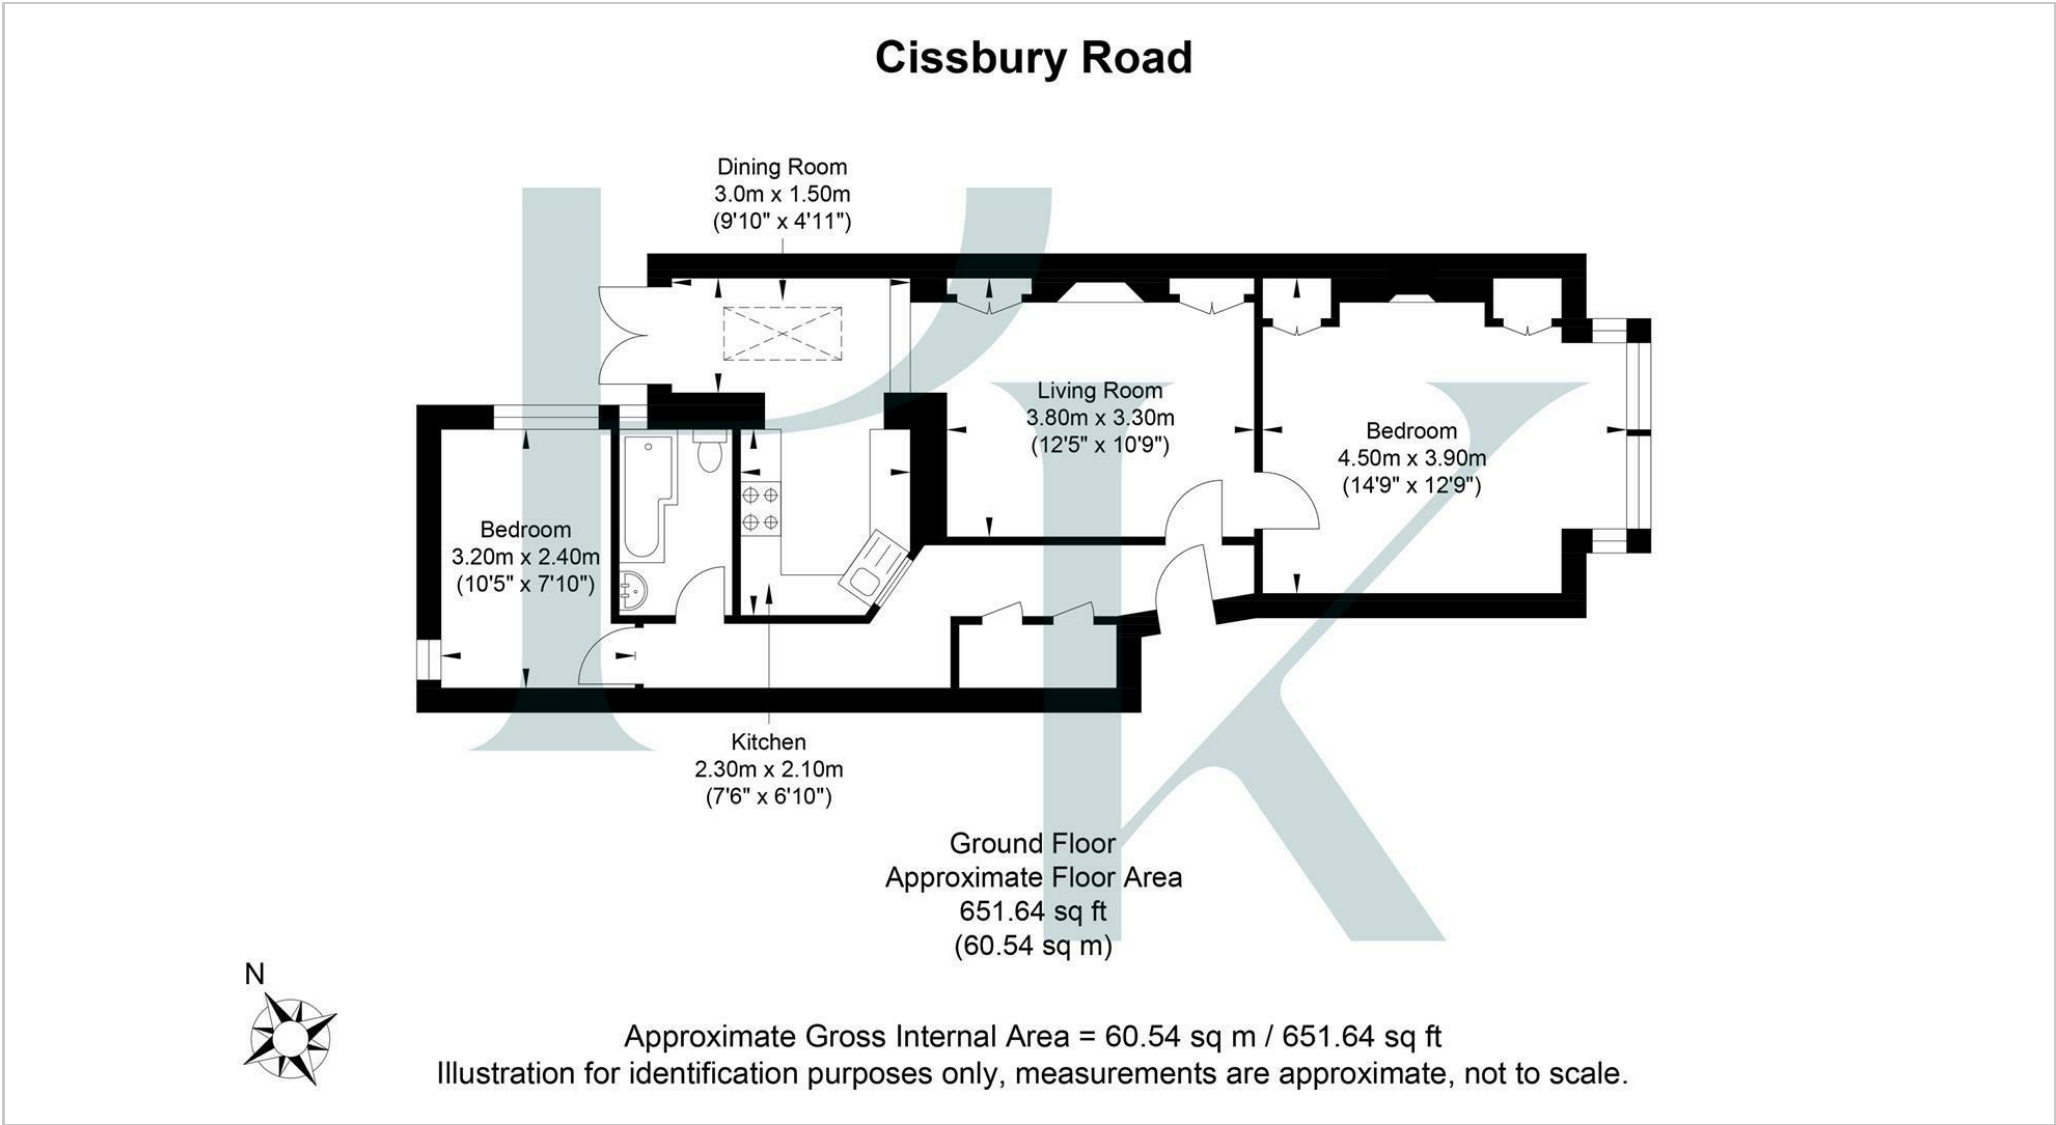 Cissbury Road
Dining Room
3.0m x 1.50m
(9'10" x 4'11")
Living Room
3.80m x 3.30m
(12'5" x 10'9")
Bedroom
4.50m x 3.90m
(14'9" x 12'9")
Bedroom
3.20m x 2.40m
(10'5" x 7'10")
Kitchen
2.30m x 2.10m
(7'6" x 6'10")
Ground Floor
Approximate Floor Area
651.64 sq ft
(60.54 sq m)
N
Approximate Gross Internal Area = 60.54 sq m / 651.64 sq ft
Illustration for identification purposes only, measurements are approximate, not to scale.